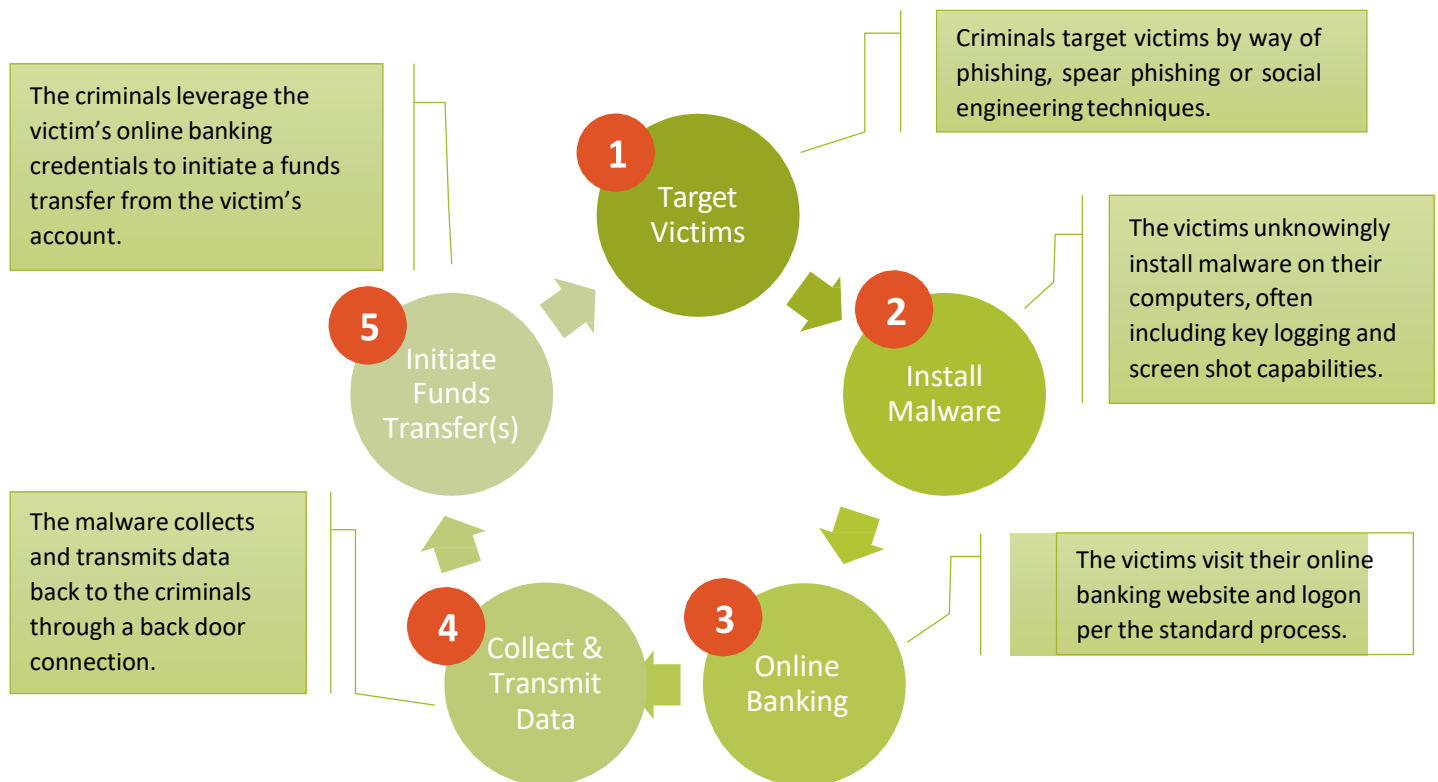 1
Target
Victims
Criminals target victims by way of
phishing, spear phishing or social
engineering techniques.
2
Install
Malware
The victims unknowingly
install malware on their
computers, often
including key logging and
screen shot capabilities.
3
Online
Banking
The victims visit their online
banking website and logon
per the standard process.
4
Collect &
Transmit
Data
The malware collects
and transmits data
back to the criminals
through a back door
connection.
5
Initiate
Funds
Transfer(s)
The criminals leverage the
victim’s online banking
credentials to initiate a funds
transfer from the victim’s
account.